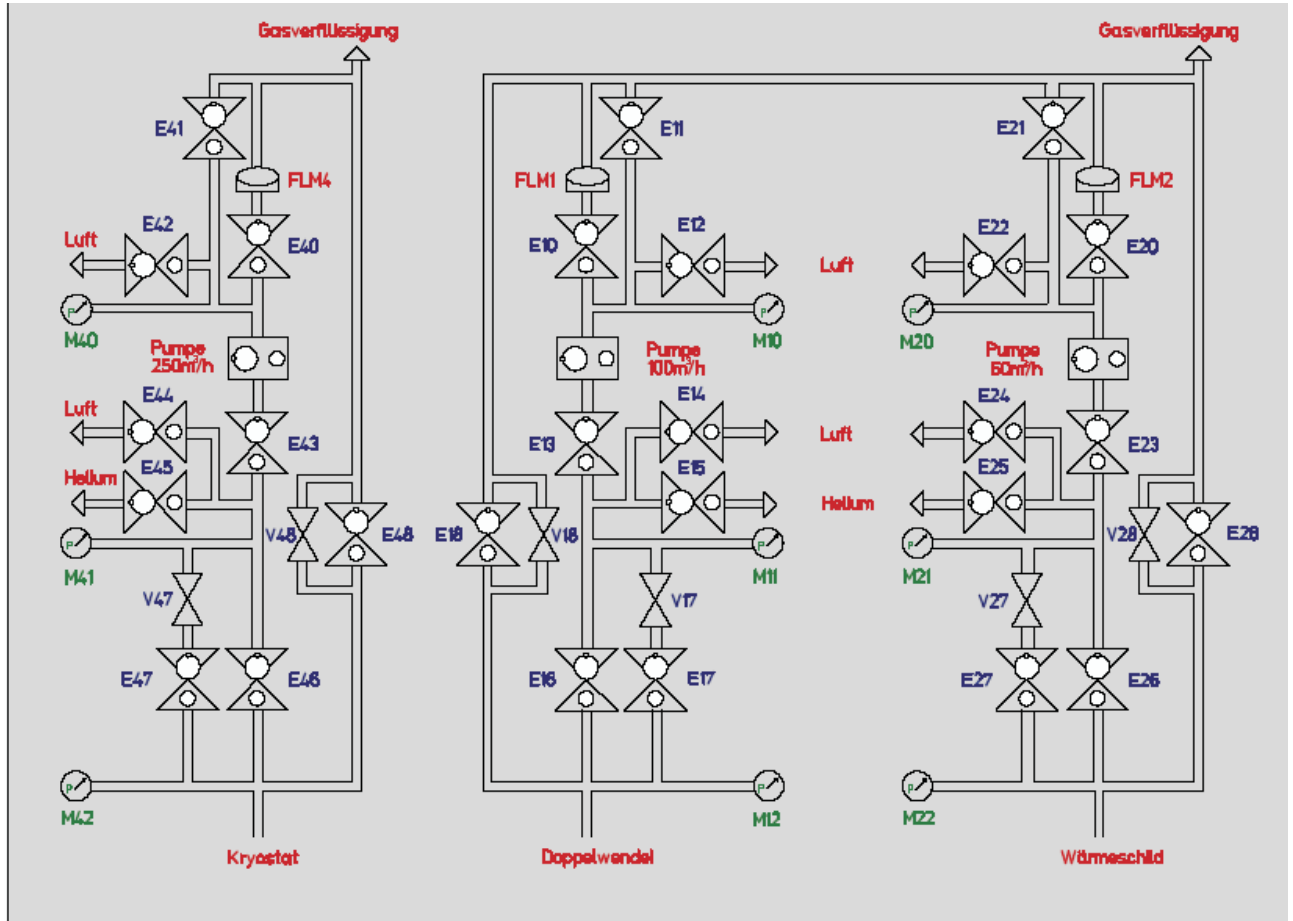 Gasverflüssigung
Gasverflüssigung
E41
E11
E21
FLM4
FLM1
FLM2
E42
E12
E22
Luft
E40
E10
Luft
E20
M40
M10
M20
Pumpe
250m³/h
Pumpe
100m³/h
Pumpe
60m³/h
E44
E14
E24
Luft
E43
E13
Luft
E23
E45
E15
E25
Helium
Helium
V48
E48
E18
V18
V28
E28
M41
M11
M21
V47
V17
V27
E47
E46
E16
E17
E27
E26
M42
M12
M22
Kryostat
Doppelwendel
Wärmeschild